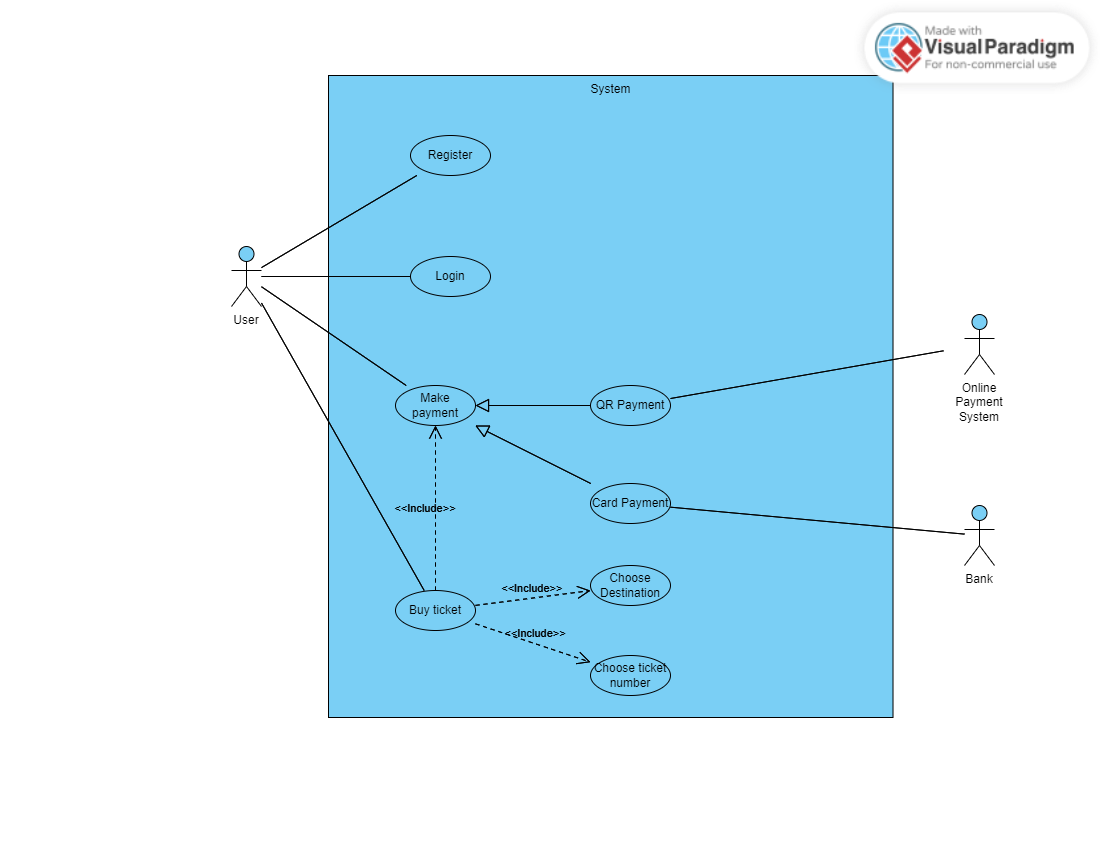 Made with
Visual Paradigm
For non-commercial use
System
Register
Login
User
Make
payment
QR Payment
Online
Payment
System
Card Payment
<<Include>>
Bank
Buy ticket
<<Include>>
Choose
Destination
<<Include>>
Choose ticket
number